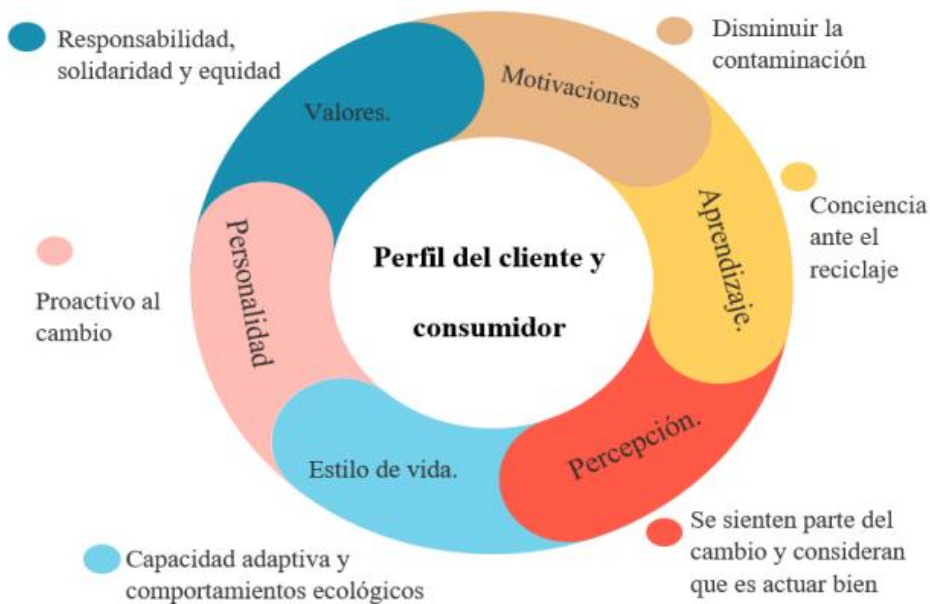 Responsabilidad,
solidaridad y equidad
Valores.
Motivaciones
Disminuir la
contaminación
Aprendizaje.
Conciencia
ante el
reciclaje
Perfil del cliente y
consumidor
Personalidad
Proactivo al
cambio
Estilo de vida.
Capacidad adaptiva y
comportamientos ecológicos
Percepción.
Se sienten parte del
cambio y consideran
que es actuar bien